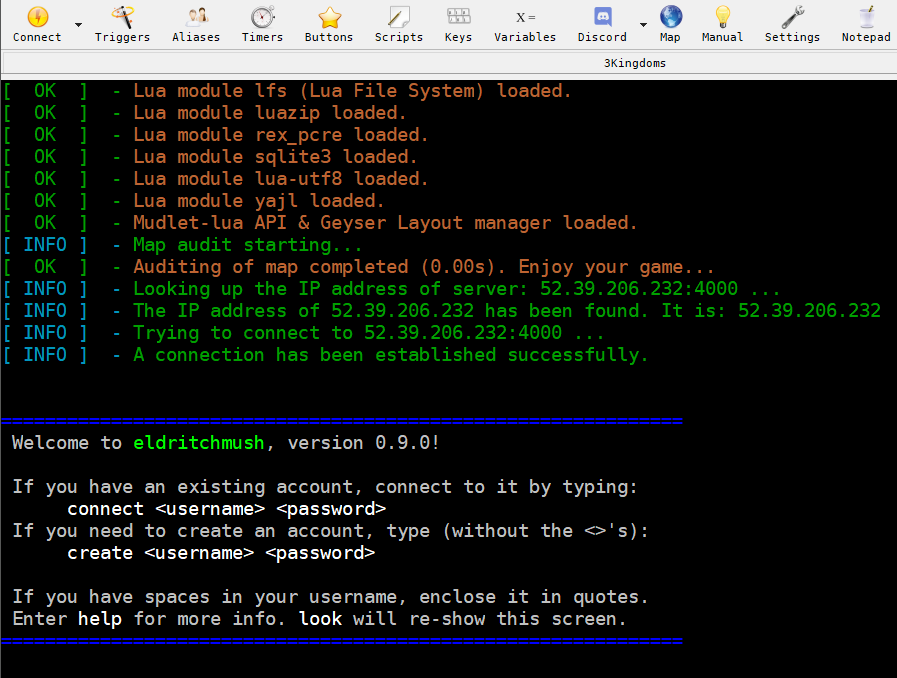 Connect Triggers Aliases Timers Buttons Scripts Keys X = Variables Discord Map Manual Settings Notepad
3Kingdoms
[ OK ] - Lua module lfs (Lua File System) loaded.
[ OK ] - Lua module luazip loaded.
[ OK ] - Lua module rex_pcre loaded.
[ OK ] - Lua module sqlite3 loaded.
[ OK ] - Lua module lua-utf8 loaded.
[ OK ] - Lua module yajl loaded.
[ OK ] - Mudlet-lua API & Geyser Layout manager loaded.
[ INFO ] - Map audit starting...
[ OK ] - Auditing of map completed (0.00s). Enjoy your game...
[ INFO ] - Looking up the IP address of server: 52.39.206.232:4000 ...
[ INFO ] - The IP address of 52.39.206.232 has been found. It is: 52.39.206.232
[ INFO ] - Trying to connect to 52.39.206.232:4000 ...
[ INFO ] - A connection has been established successfully.
==============================================================
Welcome to eldritchmush, version 0.9.0!
If you have an existing account, connect to it by typing:
connect <username> <password>
If you need to create an account, type (without the <>'s):
create <username> <password>
If you have spaces in your username, enclose it in quotes.
Enter help for more info. look will re-show this screen.
==============================================================